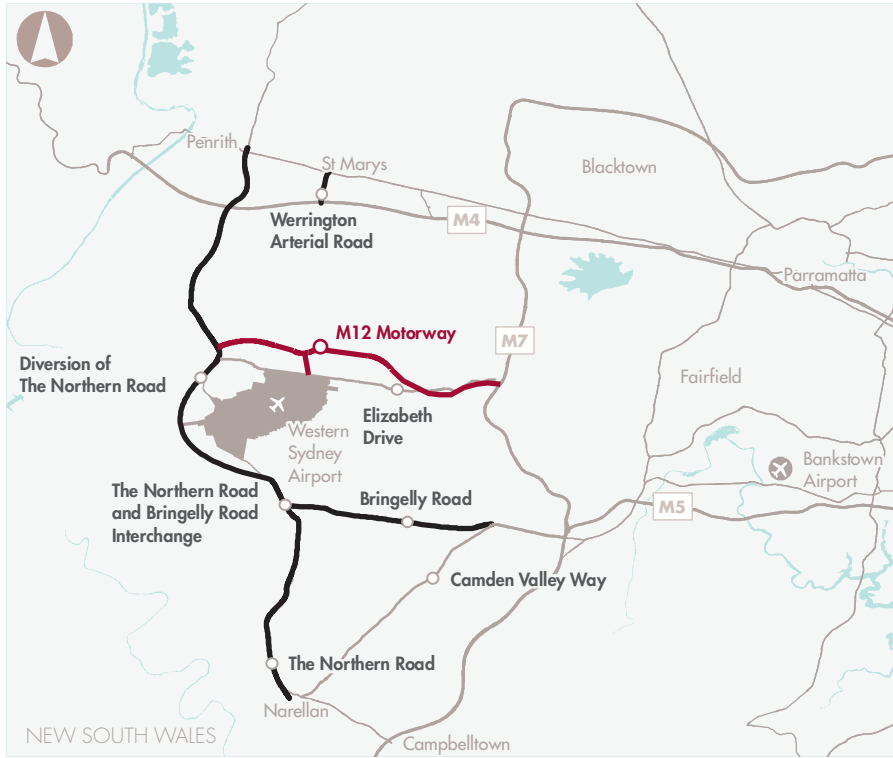 Penrith
St Marys
Blacktown
Werrington
Arterial Road
M4
Parramatta
M12 Motorway
M7
Diversion of
The Northern Road
Fairfield
Elizabeth
Drive
Western
Sydney
Airport
Bankstown
Airport
The Northern Road
and Bringelly Road
Interchange
Bringelly Road
M5
Camden Valley Way
The Northern Road
Narellan
NEW SOUTH WALES
Campbelltown